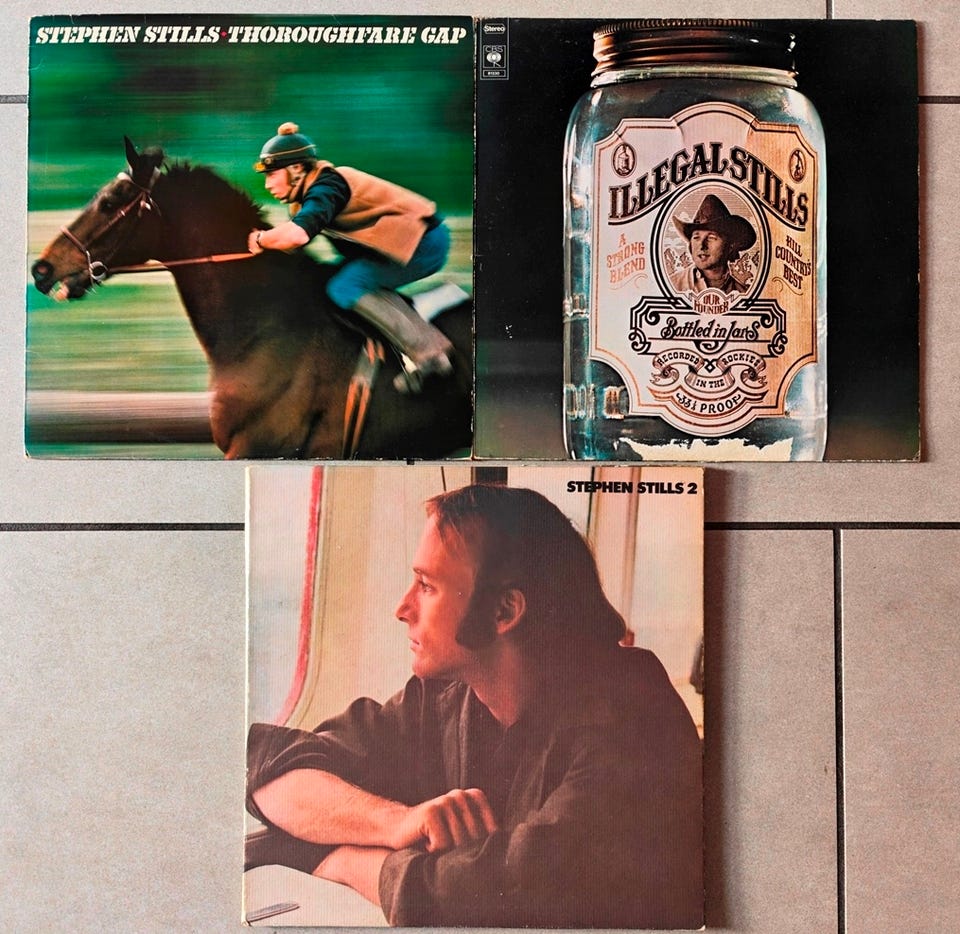 STEPHEN STILLS·THOROUGHFARE GAP
Stereo
CBS
81330
ILLEGAL STILLS
A
STRONG
BLEND
HILL
COUNTRY'S
BEST
OUR
FOUNDER
Bottled in Jars
RECORDED ROCKIES
IN THE
33⅓ PROOF
STEPHEN STILLS 2